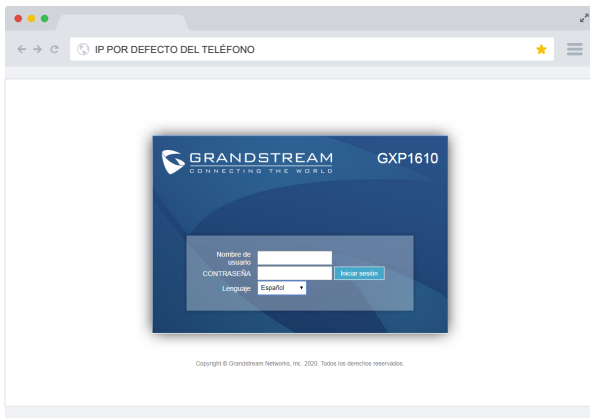 IP POR DEFECTO DEL TELÉFONO
GRANDSTREAM
CONNECTING THE WORLD
GXP1610
Nombre de
usuario
CONTRASEÑA
Iniciar sesión
Lenguaje
Español
Copyright © Grandstream Networks, Inc. 2020. Todos los derechos reservados.